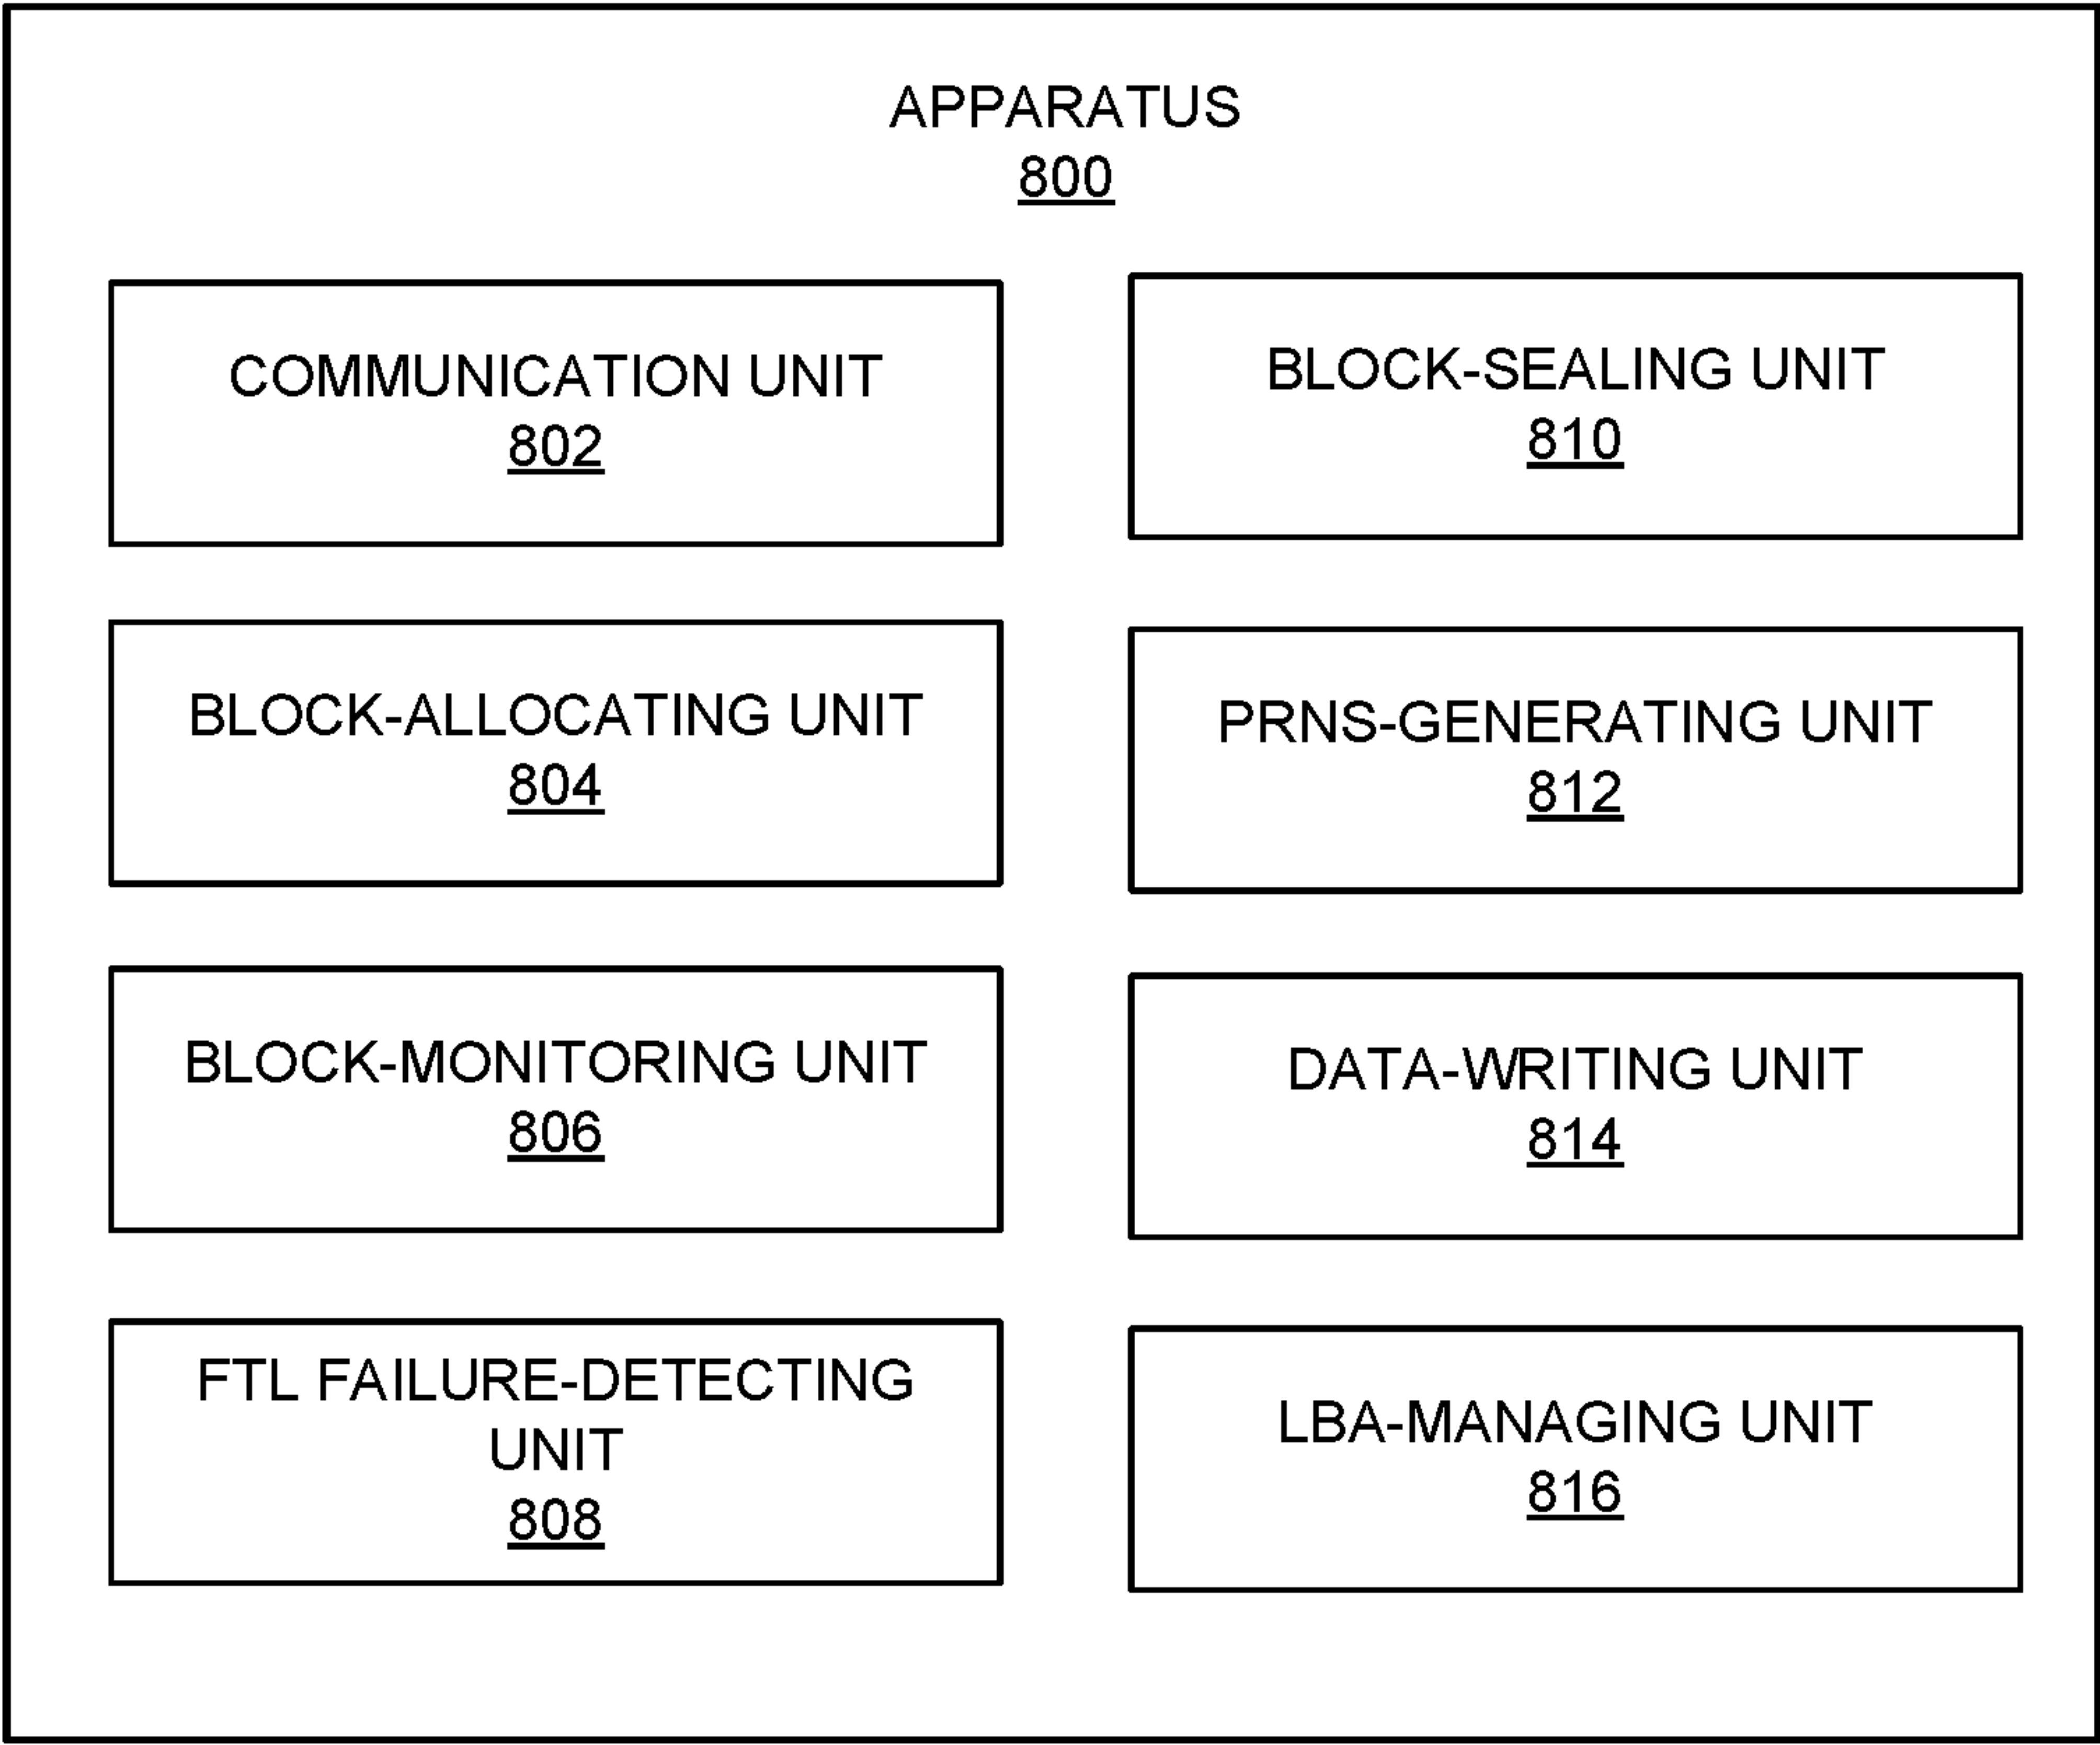 APPARATUS
800
COMMUNICATION UNIT
802
BLOCK-ALLOCATING UNIT
804
BLOCK-MONITORING UNIT
806
FTL FAILURE-DETECTING
UNIT
808
BLOCK-SEALING UNIT
810
PRNS-GENERATING UNIT
812
DATA-WRITING UNIT
814
LBA-MANAGING UNIT
816